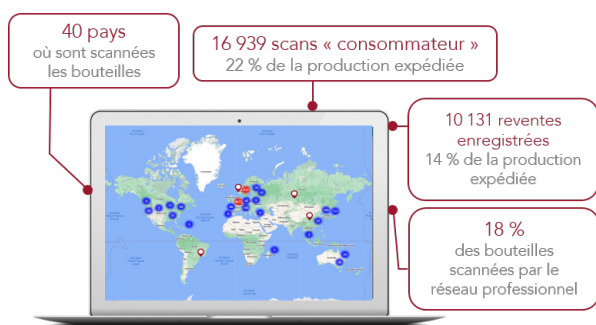 40 pays
où sont scannées
les bouteilles
16 939 scans « consommateur »
22 % de la production expédiée
10 131 reventes
enregistrées
14 % de la production
expédiée
18 %
des bouteilles
scannées par le
réseau professionnel